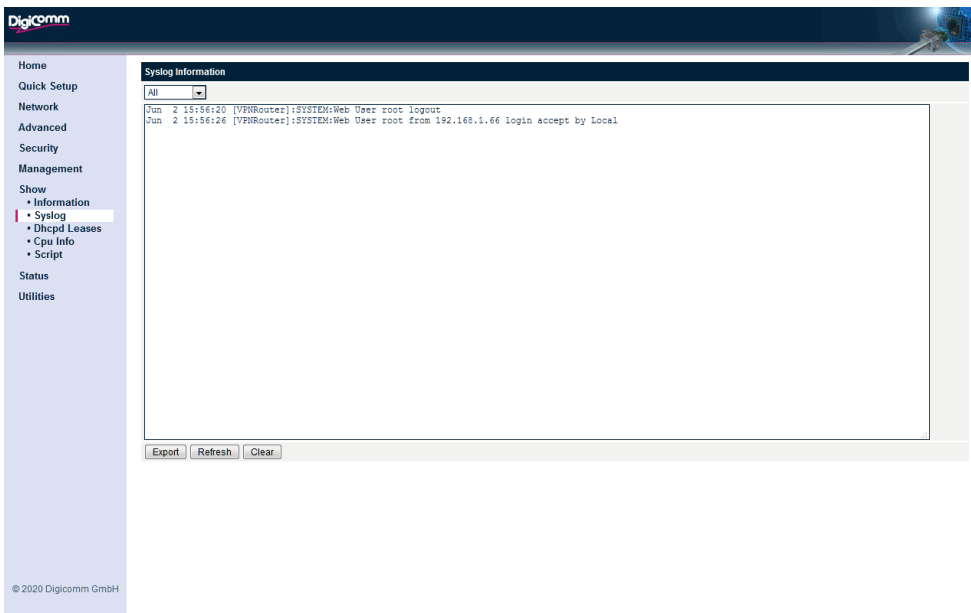 Digicomm
Home
Quick Setup
Network
Advanced
Security
Management
Show
• Information
• Syslog
• Dhcpd Leases
• Cpu Info
• Script
Status
Utilities
© 2020 Digicomm GmbH
Syslog Information
All
Jun  2 15:56:20 [VPNRouter]:SYSTEM:Web User root logout
Jun  2 15:56:26 [VPNRouter]:SYSTEM:Web User root from 192.168.1.66 login accept by Local
Export Refresh Clear